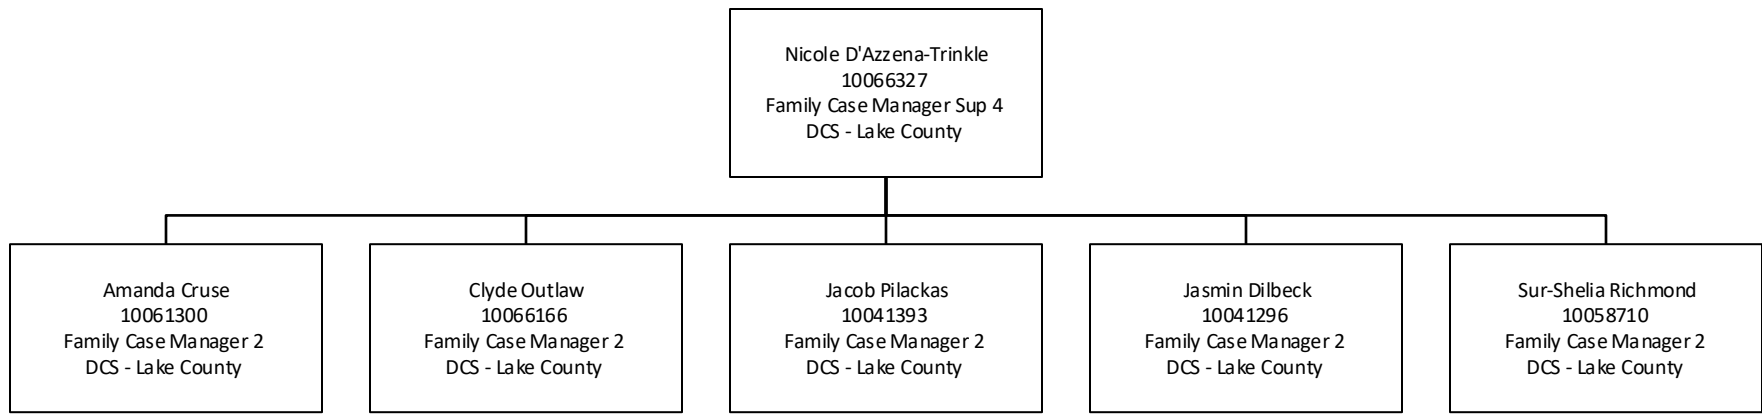 Nicole D'Azzena-Trinkle
10066327
Family Case Manager Sup 4
DCS - Lake County
Amanda Cruse
10061300
Family Case Manager 2
DCS - Lake County
Clyde Outlaw
10066166
Family Case Manager 2
DCS - Lake County
Jacob Pilackas
10041393
Family Case Manager 2
DCS - Lake County
Jasmin Dilbeck
10041296
Family Case Manager 2
DCS - Lake County
Sur-Shelia Richmond
10058710
Family Case Manager 2
DCS - Lake County